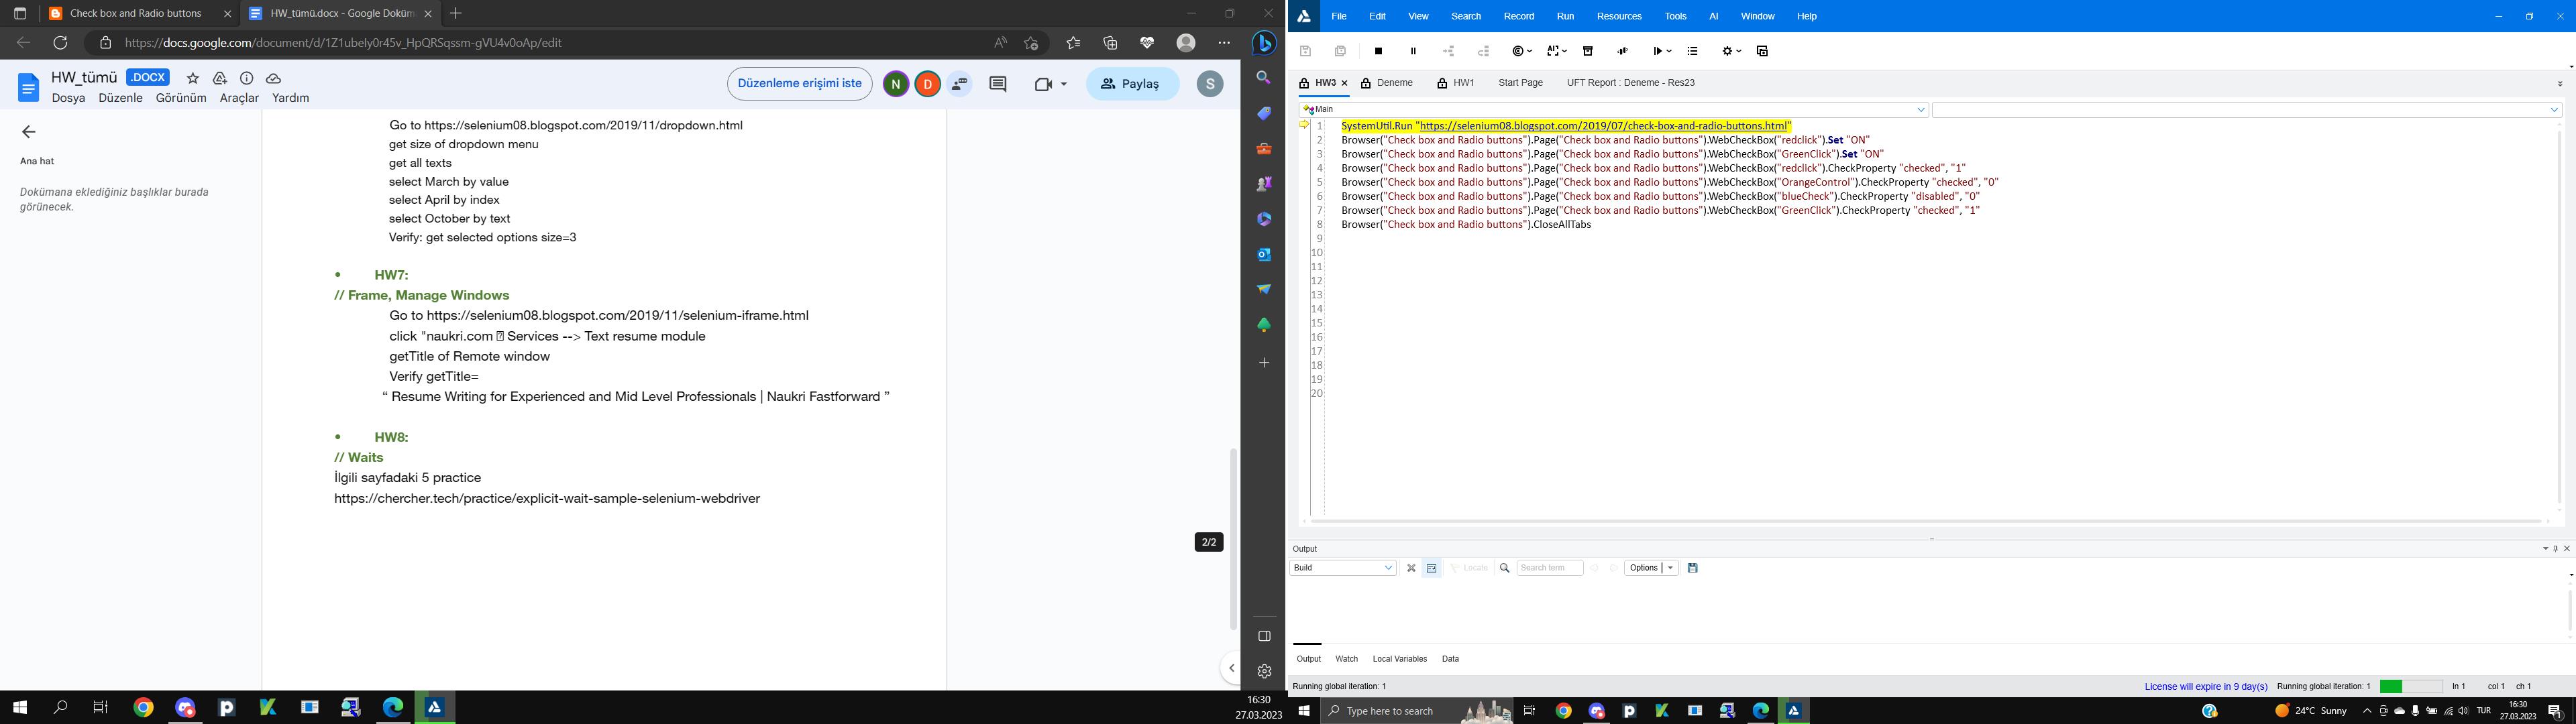 Check box and Radio buttons
HW_tümü.docx - Google Doküm
https://docs.google.com/document/d/1Z1ubeIy0r45v_HpQRSqssm-gVU4v0oAp/edit
HW_tümü .DOCX
Dosya Düzenle Görünüm Araçlar Yardım
Düzenleme erişimi iste
N
D
Paylaş
S
Ana hat
Dokümana eklediğiniz başlıklar burada
görünecek.
Go to https://selenium08.blogspot.com/2019/11/dropdown.html
get size of dropdown menu
get all texts
select March by value
select April by index
select October by text
Verify: get selected options size=3
• HW7:
// Frame, Manage Windows
Go to https://selenium08.blogspot.com/2019/11/selenium-iframe.html
click "naukri.com Services --> Text resume module
getTitle of Remote window
Verify getTitle=
“ Resume Writing for Experienced and Mid Level Professionals | Naukri Fastforward ”
• HW8:
// Waits
İlgili sayfadaki 5 practice
https://chercher.tech/practice/explicit-wait-sample-selenium-webdriver
2/2
16:30
27.03.2023
File Edit View Search Record Run Resources Tools AI Window Help
HW3 Deneme HW1 Start Page UFT Report : Deneme - Res23
Main
1 SystemUtil.Run "https://selenium08.blogspot.com/2019/07/check-box-and-radio-buttons.html"
2 Browser("Check box and Radio buttons").Page("Check box and Radio buttons").WebCheckBox("redclick").Set "ON"
3 Browser("Check box and Radio buttons").Page("Check box and Radio buttons").WebCheckBox("GreenClick").Set "ON"
4 Browser("Check box and Radio buttons").Page("Check box and Radio buttons").WebCheckBox("redclick").CheckProperty "checked", "1"
5 Browser("Check box and Radio buttons").Page("Check box and Radio buttons").WebCheckBox("OrangeControl").CheckProperty "checked", "0"
6 Browser("Check box and Radio buttons").Page("Check box and Radio buttons").WebCheckBox("blueCheck").CheckProperty "disabled", "0"
7 Browser("Check box and Radio buttons").Page("Check box and Radio buttons").WebCheckBox("GreenClick").CheckProperty "checked", "1"
8 Browser("Check box and Radio buttons").CloseAllTabs
9
10
11
12
13
14
15
16
17
18
19
20
Output
Build Locate Search term Options
Output Watch Local Variables Data
Running global iteration: 1
License will expire in 9 day(s) Running global iteration: 1 ln 1 col 1 ch 1
Type here to search
24°C Sunny
TUR
16:30
27.03.2023